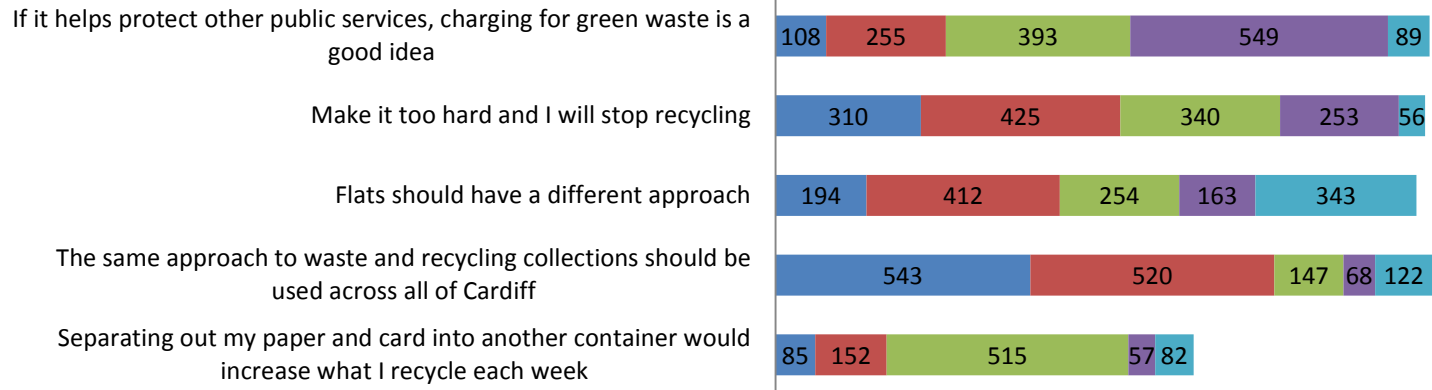 If it helps protect other public services, charging for green waste is a
good idea
108 255 393 549 89
Make it too hard and I will stop recycling
310 425 340 253 56
Flats should have a different approach
194 412 254 163 343
The same approach to waste and recycling collections should be
used across all of Cardiff
543 520 147 68 122
Separating out my paper and card into another container would
increase what I recycle each week
85 152 515 57 82